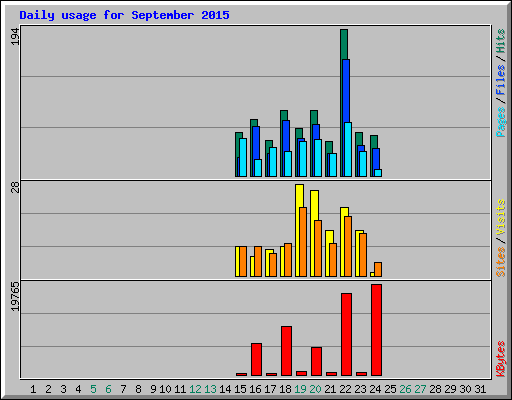 Daily usage for September 2015
194
Pages / Files / Hits
28
Sites / Visits
19765
KBytes
1 2 3 4 5 6 7 8 9 10 11 12 13 14 15 16 17 18 19 20 21 22 23 24 25 26 27 28 29 30 31